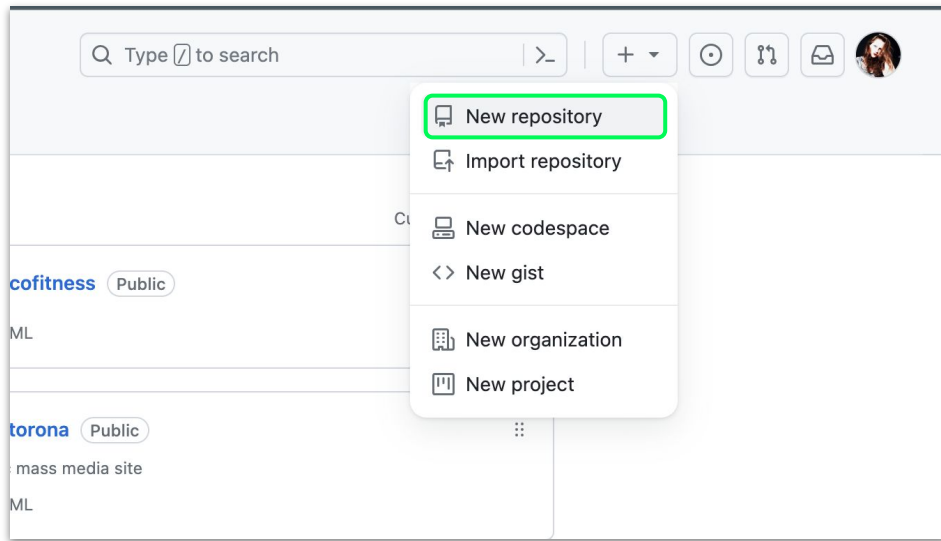 Type / to search
New repository
Import repository
Cu
New codespace
New gist
New organization
New project
cofitness Public
ML
torona Public
mass media site
ML